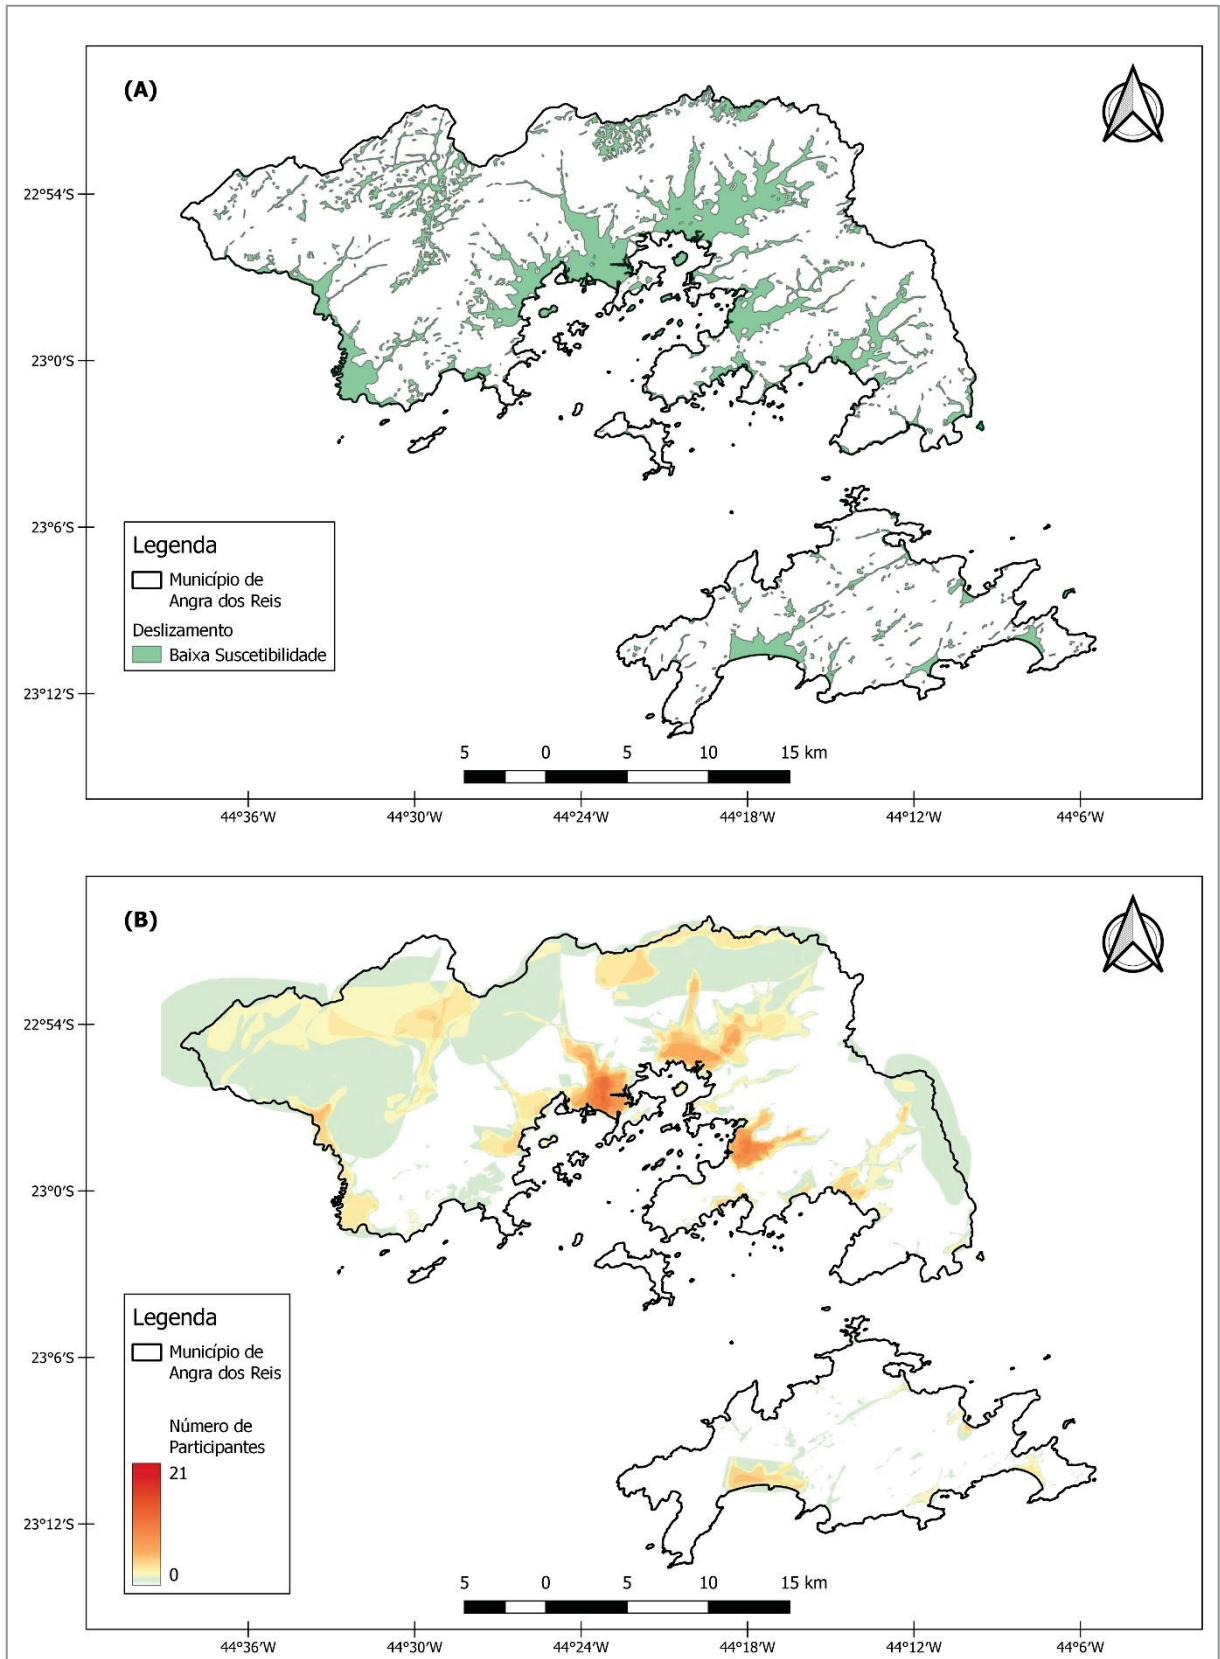 (A)
22°54'S
23°0'S
23°6'S
23°12'S
Legenda
Município de
Angra dos Reis
Deslizamento
Baixa Suscetibilidade
5 0 5 10 15 km
44°36'W 44°30'W 44°24'W 44°18'W 44°12'W 44°6'W
(B)
22°54'S
23°0'S
23°6'S
23°12'S
Legenda
Município de
Angra dos Reis
Número de
Participantes
21
0
5 0 5 10 15 km
44°36'W 44°30'W 44°24'W 44°18'W 44°12'W 44°6'W